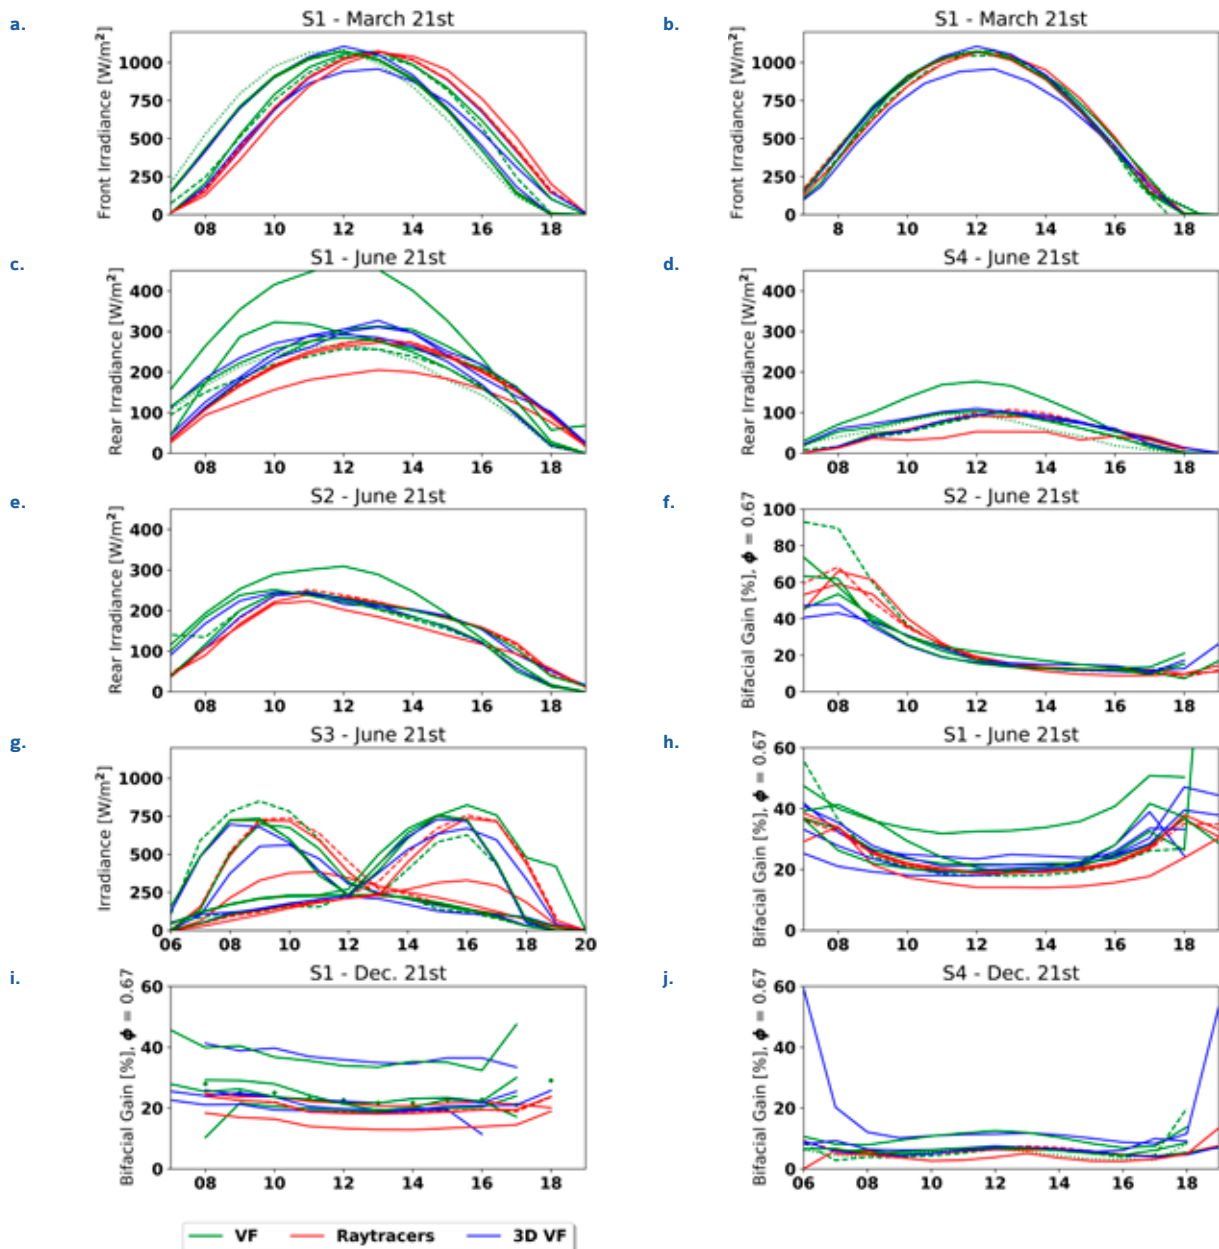 a.
S1 - March 21st
Front Irradiance [W/m²]
1000
750
500
250
0
08 10 12 14 16 18
b.
S1 - March 21st
Front Irradiance [W/m²]
1000
750
500
250
0
8 10 12 14 16 18
c.
S1 - June 21st
Rear Irradiance [W/m²]
400
300
200
100
0
08 10 12 14 16 18
d.
S4 - June 21st
Rear Irradiance [W/m²]
400
300
200
100
0
08 10 12 14 16 18
e.
S2 - June 21st
Rear Irradiance [W/m²]
400
300
200
100
0
08 10 12 14 16 18
f.
S2 - June 21st
Bifacial Gain [%], ϕ = 0.67
100
80
60
40
20
0
08 10 12 14 16 18
g.
S3 - June 21st
Irradiance [W/m²]
1000
750
500
250
0
06 08 10 12 14 16 18 20
h.
S1 - June 21st
Bifacial Gain [%], ϕ = 0.67
60
40
20
0
08 10 12 14 16 18
i.
S1 - Dec. 21st
Bifacial Gain [%], ϕ = 0.67
60
40
20
0
08 10 12 14 16 18
j.
S4 - Dec. 21st
Bifacial Gain [%], ϕ = 0.67
60
40
20
0
06 08 10 12 14 16 18
VF Raytracers 3D VF